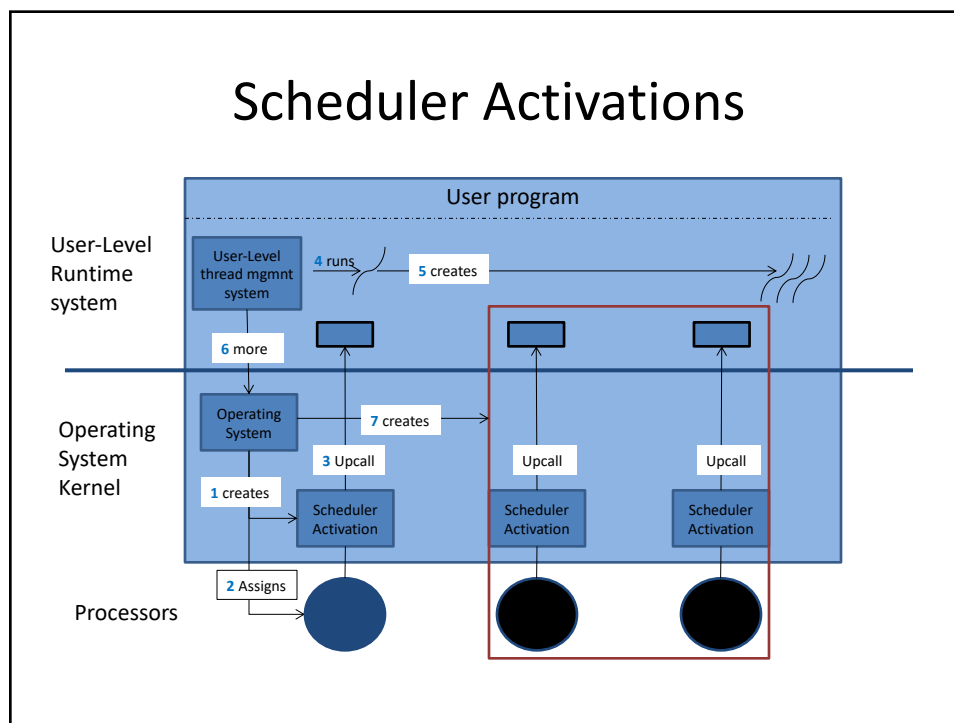 Scheduler Activations
User program
User-Level
Runtime
system
User-Level
thread mgmnt
system
4 runs
5 creates
6 more
Operating
System
Kernel
Operating
System
7 creates
3 Upcall
Upcall
Upcall
1 creates
Scheduler
Activation
Scheduler
Activation
Scheduler
Activation
2 Assigns
Processors